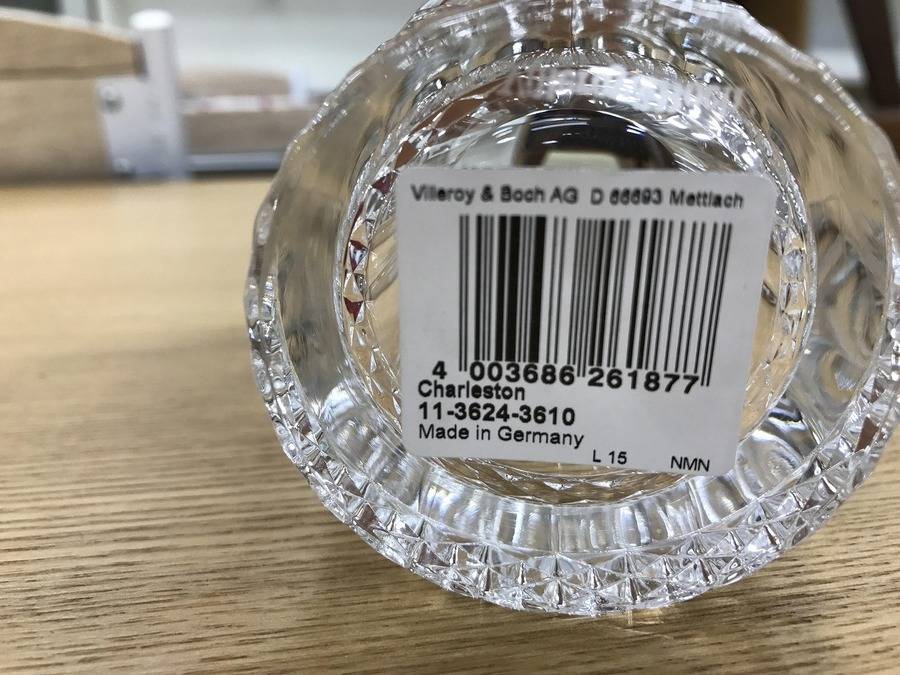 Villeroy & Boch AG D 66693 Mettlach
4 003686 261877
Charleston
11-3624-3610
Made in Germany
L 15 NMN